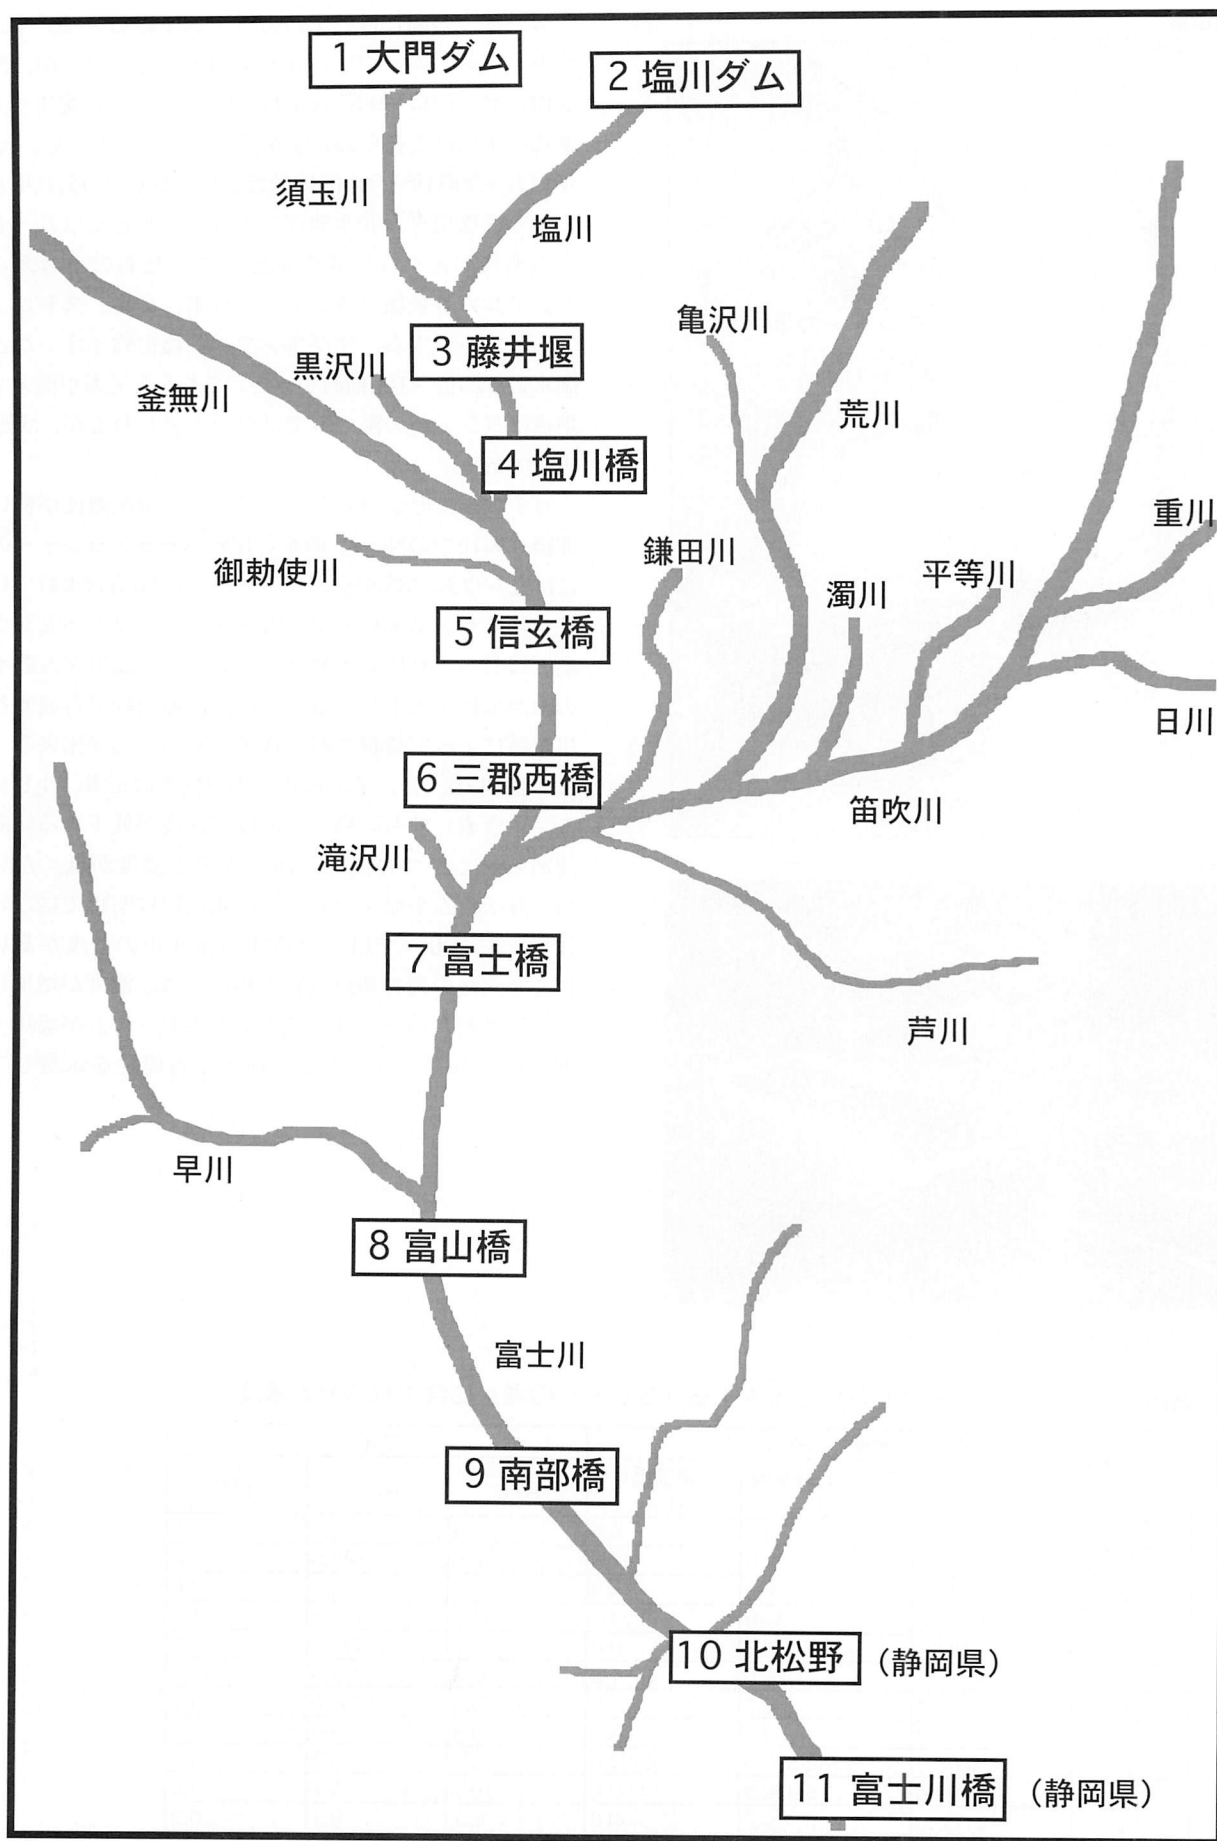 1 大門ダム
2 塩川ダム
須玉川
塩川
亀沢川
3 藤井堰
黒沢川
釜無川
荒川
4 塩川橋
重川
鎌田川
御勅使川
平等川
濁川
5 信玄橋
日川
6 三郡西橋
笛吹川
滝沢川
7 富士橋
芦川
早川
8 富山橋
富士川
9 南部橋
10 北松野 (静岡県)
11 富士川橋 (静岡県)